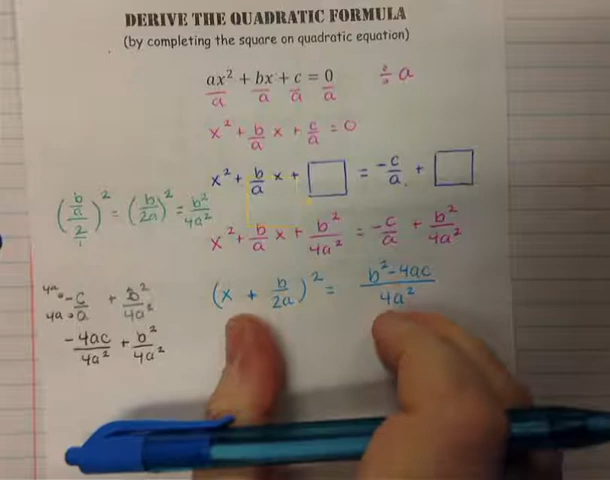 DERIVE THE QUADRATIC FORMULA
(by completing the square on quadratic equation)
ax² + bx + c = 0 ÷ a
a a a a
x² + b/a x + c/a = 0
x² + b/a x + □ = -c/a + □
(b/a / 2/1)² = (b/2a)² = b²/4a²
x² + b/a x + b²/4a² = -c/a + b²/4a²
(x + b/2a)² = b²-4ac/4a²
4a · -c / 4a · a + b²/4a²
-4ac/4a² + b²/4a²